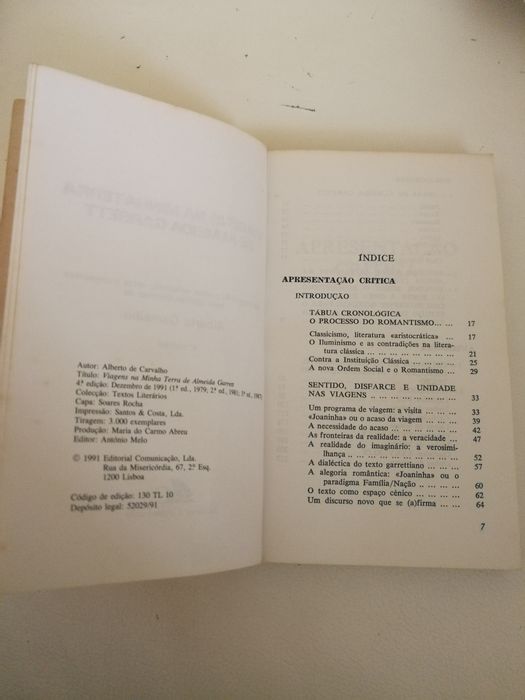 Autor: Alberto de Carvalho
Título: Viagens na Minha Terra de Almeida Garrett
4.ª edição: Dezembro de 1991 (1.ª ed., 1979, 2.ª ed., 1981; 3.ª ed., 1987)
Colecção: Textos Literários
Capa: Soares Rocha
Impressão: Santos & Costa, Lda.
Tiragem: 3.000 exemplares
Produção: Maria do Carmo Abreu
Editor: António Melo
© 1991 Editorial Comunicação, Lda.
Rua da Misericórdia, 67, 2.º Esq.
1200 Lisboa
Código de edição: 130 TL 10
Depósito legal: 52029/91
ÍNDICE
APRESENTAÇÃO CRITICA
INTRODUÇÃO
TÁBUA CRONOLÓGICA
O PROCESSO DO ROMANTISMO... ... 17
Classicismo, literatura «aristocrática» ... ... 17
O Iluminismo e as contradições na litera-
tura clássica ... ... ... ... ... ... ... ... 21
Contra a Instituição Clássica ... ... ... ... 25
A nova Ordem Social e o Romantismo ... 29
SENTIDO, DISFARCE E UNIDADE
NAS VIAGENS ... ... ... ... ... ... ... ... 33
Um programa de viagem: a visita ... ... ... 33
«Joaninha» ou o acaso da viagem ... ... ... 39
A necessidade do acaso ... ... ... ... ... ... 42
As fronteiras da realidade: a veracidade ... 47
A realidade do imaginário: a verosimi-
lhança ... ... ... ... ... ... ... ... ... 52
A dialéctica do texto garrettiano ... ... ... 57
A alegoria romântica: «Joaninha» ou o
paradigma Família/Nação ... ... ... ... 60
O texto como espaço cénico ... ... ... ... 62
Um discurso novo que se (a)firma ... ... ... 64
7